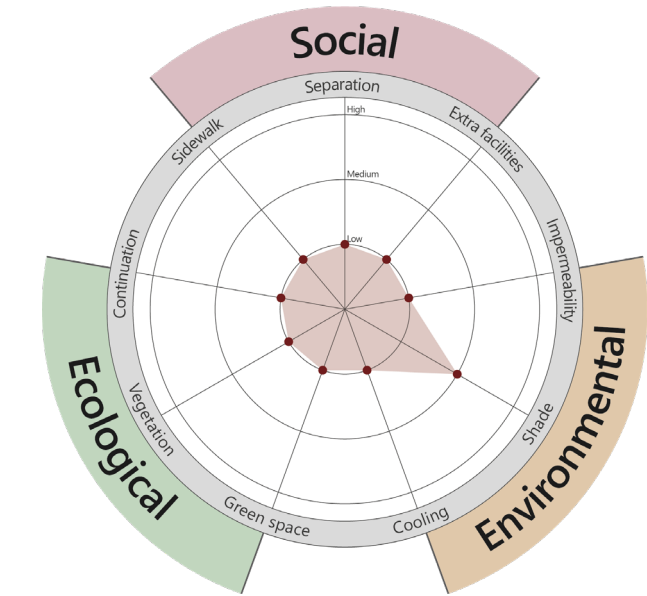 Social
Separation
High
Sidewalk
Extra facilities
Medium
Low
Continuation
Impermeability
Ecological
Environmental
Vegetation
Shade
Green space
Cooling